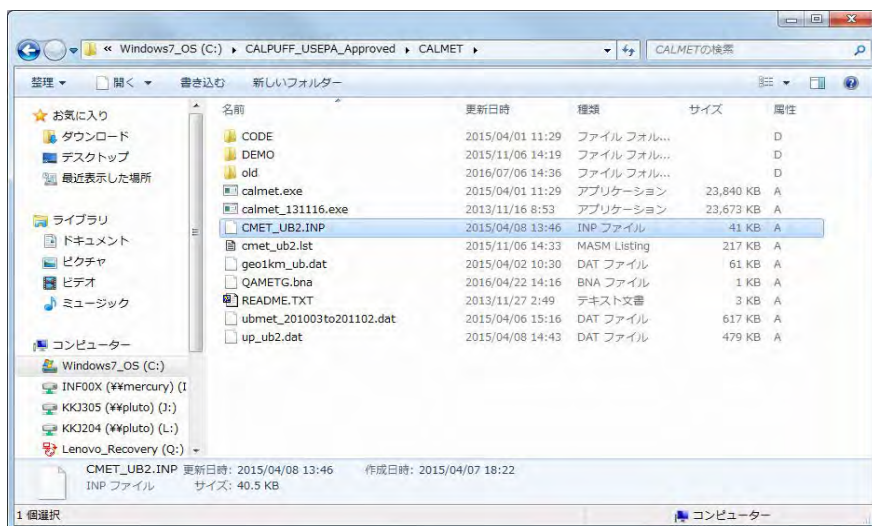 « Windows7_OS (C:) ▸ CALPUFF_USEPA_Approved ▸ CALMET ▸ CALMETの検索
整理 ▼ 開く ▼ 書き込む 新しいフォルダー
お気に入り
ダウンロード
デスクトップ
最近表示した場所
ライブラリ
ドキュメント
ピクチャ
ビデオ
ミュージック
コンピューター
Windows7_OS (C:)
INF00X (¥¥mercury) (I
KKJ305 (¥¥pluto) (J:)
KKJ204 (¥¥pluto) (L:)
Lenovo_Recovery (Q:)
名前 更新日時 種類 サイズ 属性
CODE 2015/04/01 11:29 ファイル フォル... D
DEMO 2015/11/06 14:19 ファイル フォル... D
old 2016/07/06 14:36 ファイル フォル... D
calmet.exe 2015/04/01 11:29 アプリケーション 23,840 KB A
calmet_131116.exe 2013/11/16 8:53 アプリケーション 23,673 KB A
CMET_UB2.INP 2015/04/08 13:46 INP ファイル 41 KB A
cmet_ub2.lst 2015/11/06 14:33 MASM Listing 217 KB A
geo1km_ub.dat 2015/04/02 10:30 DAT ファイル 61 KB A
QAMETG.bna 2016/04/22 14:16 BNA ファイル 1 KB A
README.TXT 2013/11/27 2:49 テキスト文書 3 KB A
ubmet_201003to201102.dat 2015/04/06 15:16 DAT ファイル 617 KB A
up_ub2.dat 2015/04/08 14:43 DAT ファイル 479 KB A
CMET_UB2.INP 更新日時: 2015/04/08 13:46 作成日時: 2015/04/07 18:22
INP ファイル サイズ: 40.5 KB
1 個選択 コンピューター